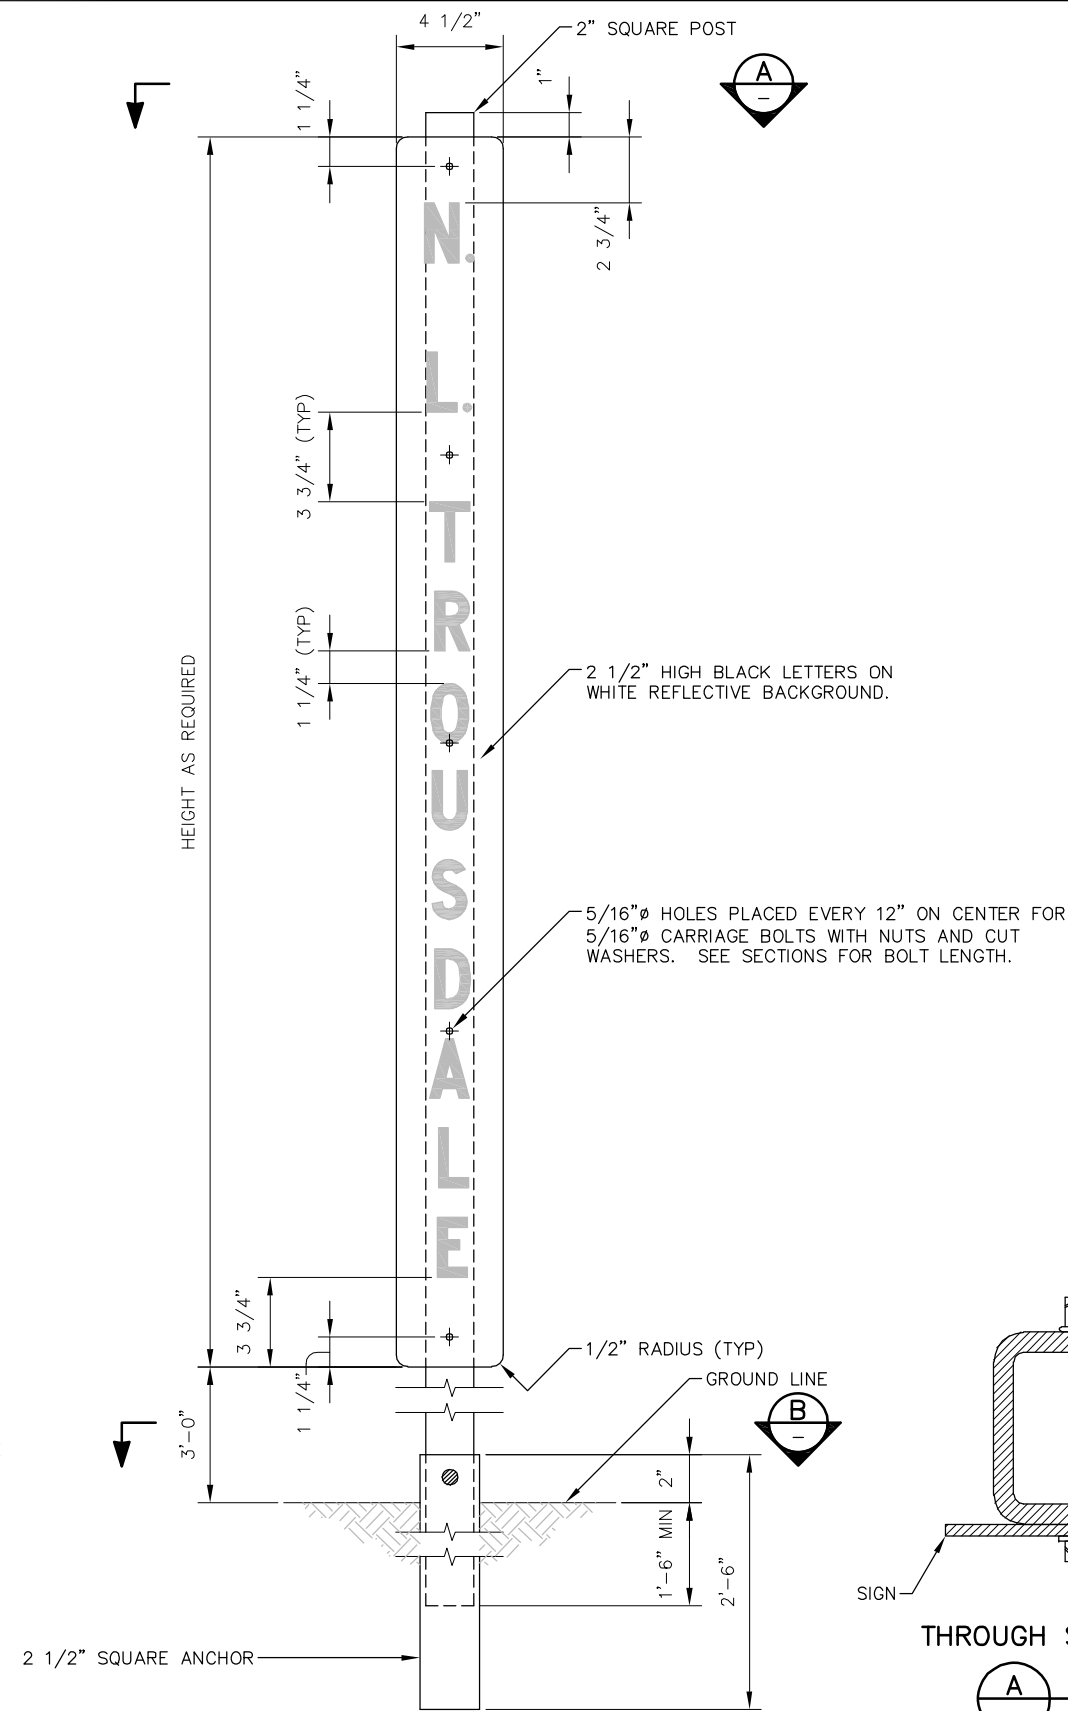 4 1/2"
2" SQUARE POST
A
-
1"
1 1/4"
2 3/4"
N.
L.
T
R
O
U
S
D
A
L
E
3 3/4" (TYP)
1 1/4" (TYP)
HEIGHT AS REQUIRED
2 1/2" HIGH BLACK LETTERS ON
WHITE REFLECTIVE BACKGROUND.
5/16"ø HOLES PLACED EVERY 12" ON CENTER FOR
5/16"ø CARRIAGE BOLTS WITH NUTS AND CUT
WASHERS. SEE SECTIONS FOR BOLT LENGTH.
3 3/4"
1 1/4"
1/2" RADIUS (TYP)
GROUND LINE
B
-
3'-0"
2"
1'-6" MIN
2'-6"
SIGN
2 1/2" SQUARE ANCHOR
THROUGH
A